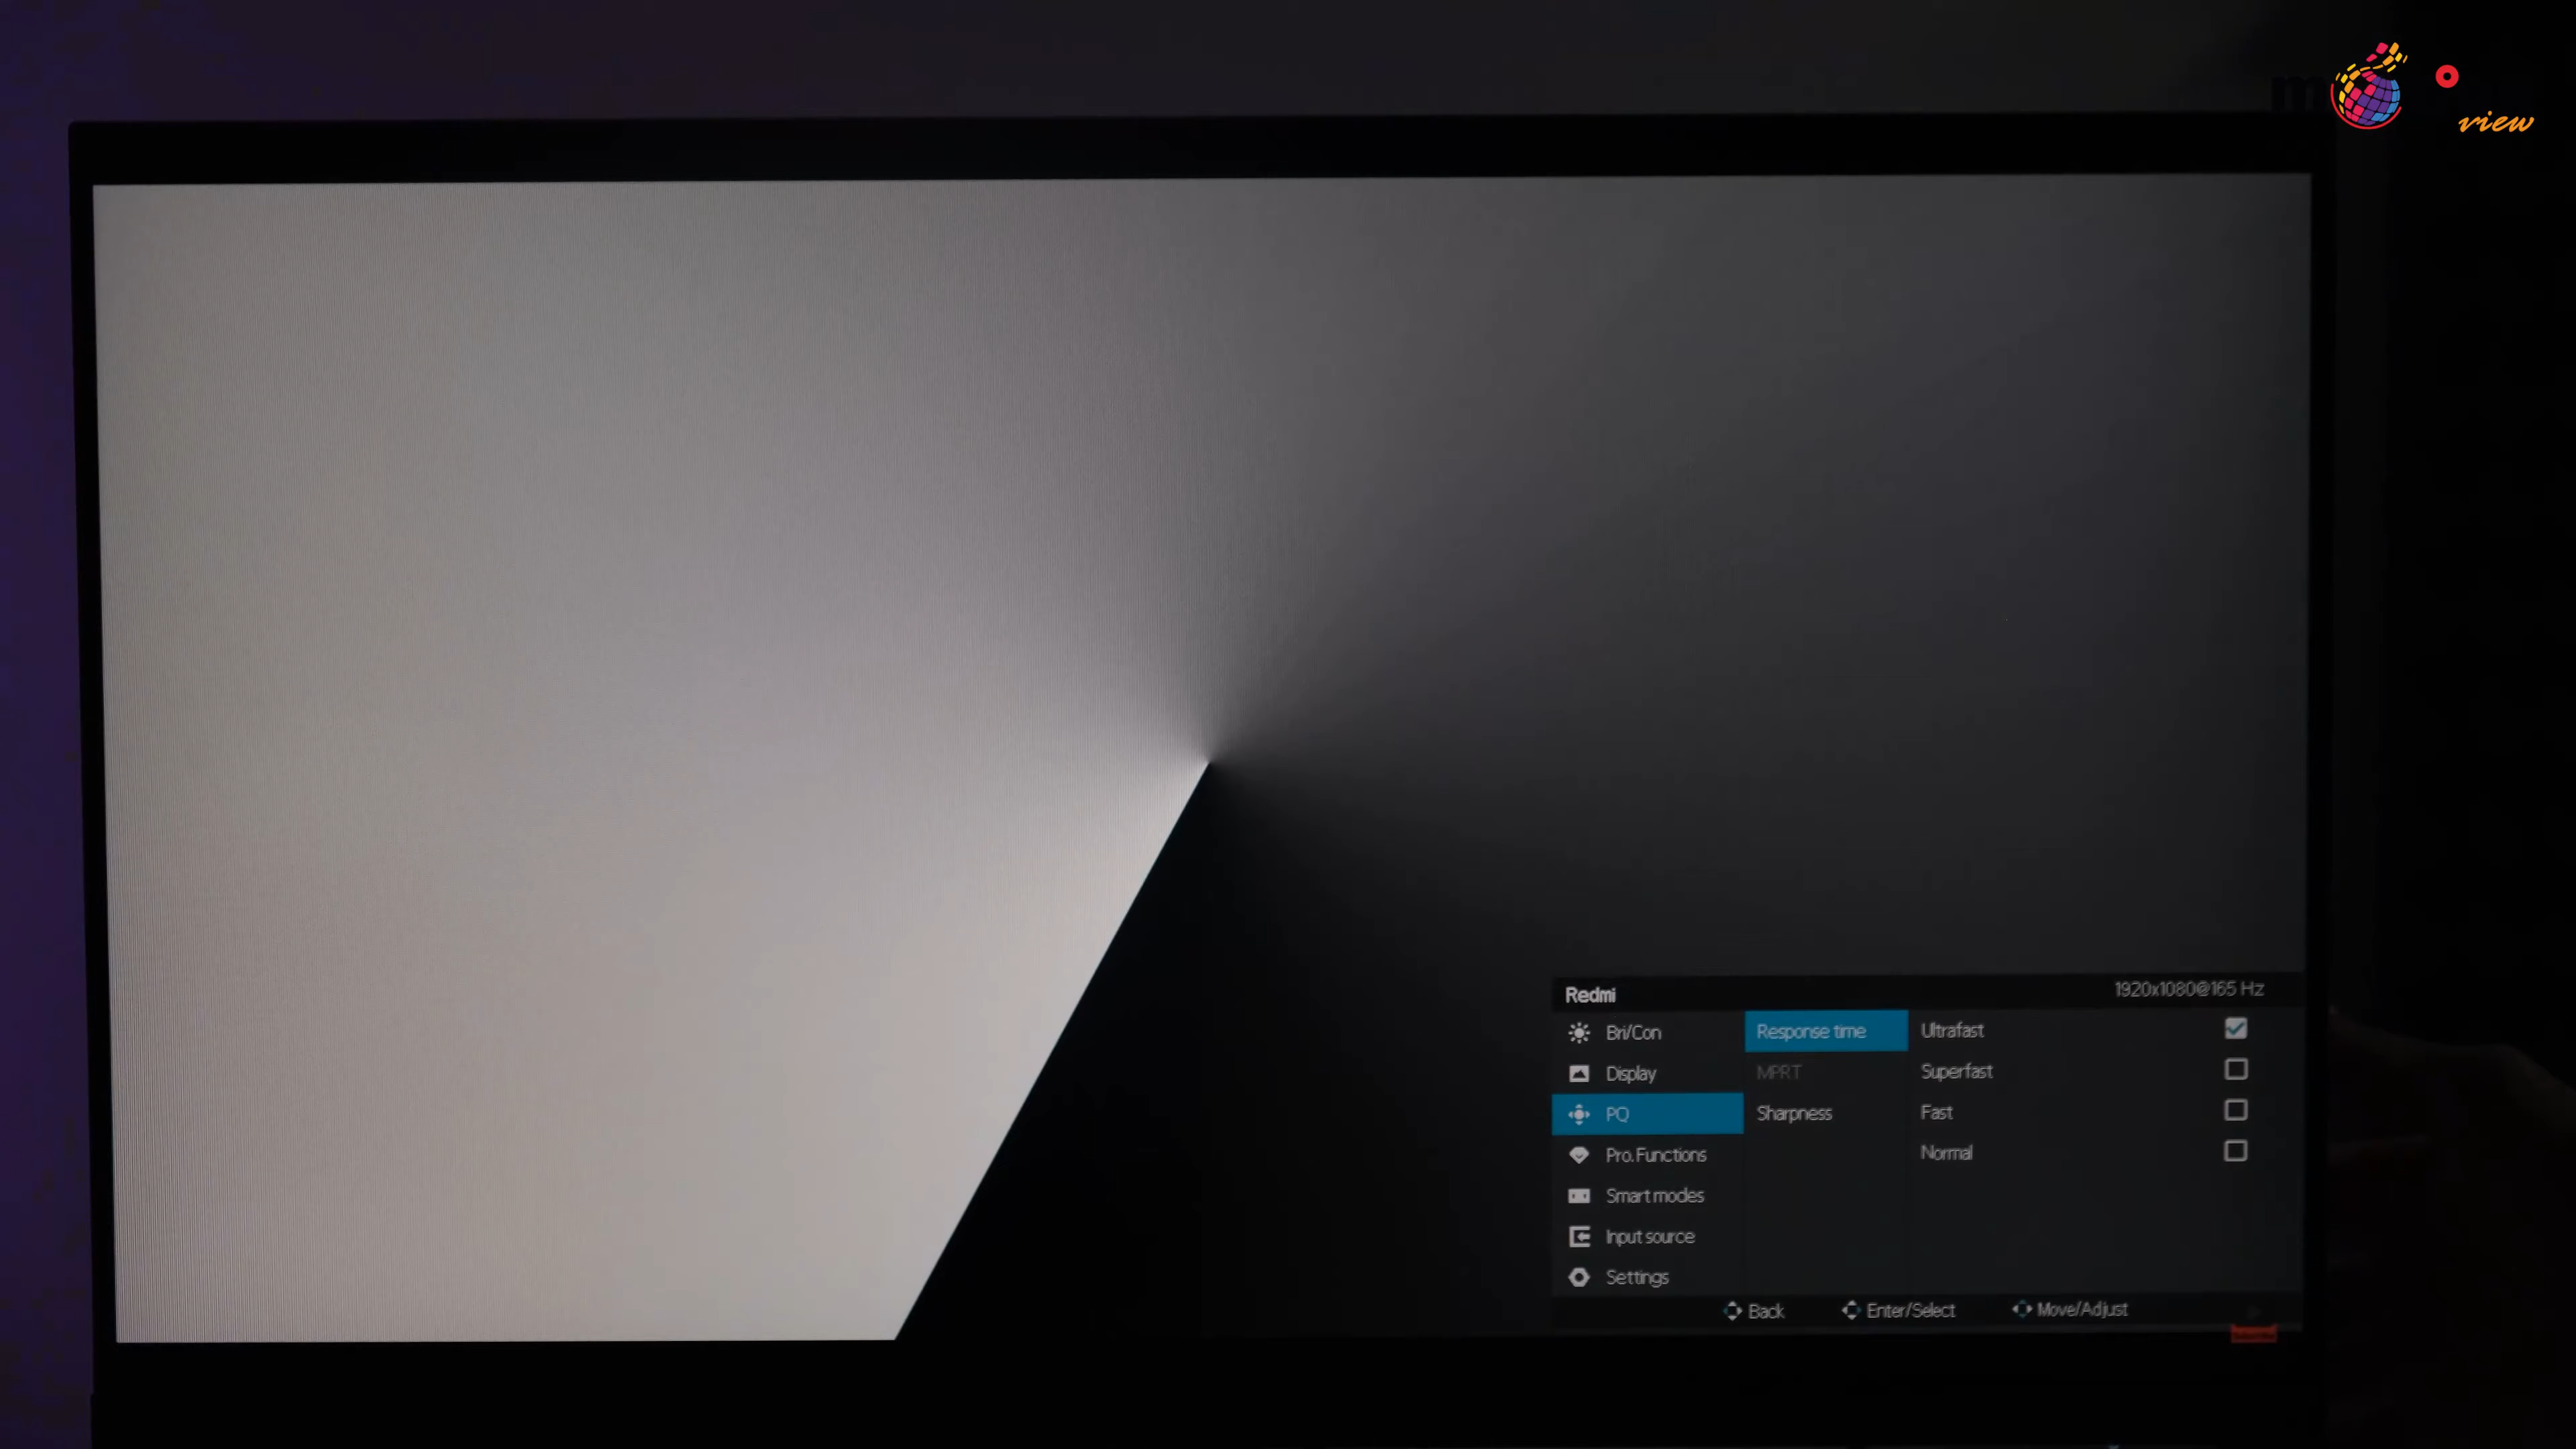 view
Redmi
1920x1080@165 Hz
Bri/Con
Response time
Ultrafast
Display
MPRT
Superfast
PQ
Sharpness
Fast
Pro. Functions
Normal
Smart modes
Input source
Settings
Back
Enter/Select
Move/Adjust